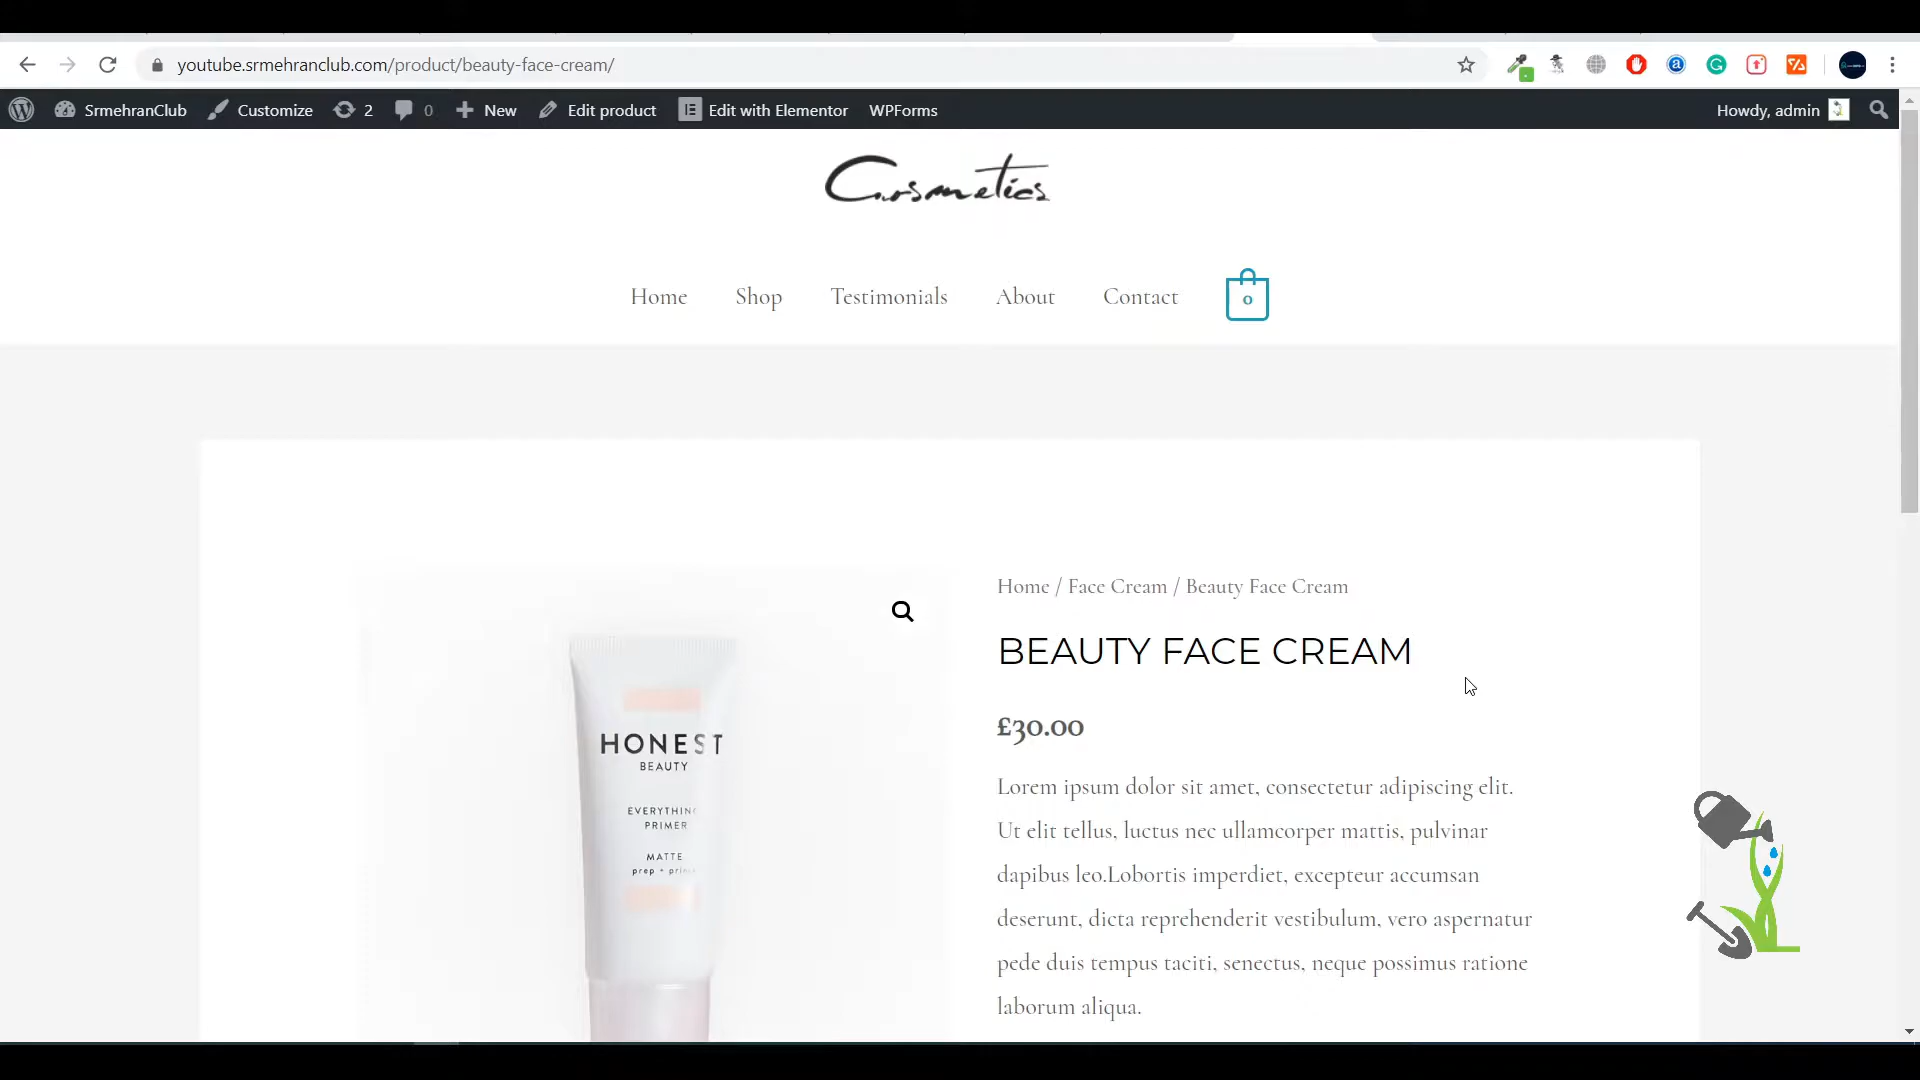 youtube.srmehranclub.com/product/beauty-face-cream/
SrmehranClub Customize 2 0 New Edit product Edit with Elementor WPForms Howdy, admin
Cosmetics
Home Shop Testimonials About Contact 0
Home / Face Cream / Beauty Face Cream
BEAUTY FACE CREAM
£30.00
Lorem ipsum dolor sit amet, consectetur adipiscing elit.
Ut elit tellus, luctus nec ullamcorper mattis, pulvinar
dapibus leo.Lobortis imperdiet, excepteur accumsan
deserunt, dicta reprehenderit vestibulum, vero aspernatur
pede duis tempus taciti, senectus, neque possimus ratione
laborum aliqua.
HONEST
BEAUTY
EVERYTHING
PRIMER
MATTE
prep + prime